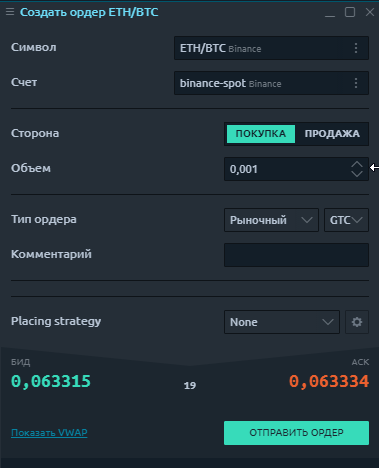 Создать ордер ETH/BTC
Символ ETH/BTC Binance
Счет binance-spot Binance
Сторона ПОКУПКА ПРОДАЖА
Объем 0,001
Тип ордера Рыночный GTC
Комментарий
Placing strategy None
БИД АСК
0,063315 19 0,063334
Показать VWAP ОТПРАВИТЬ ОРДЕР